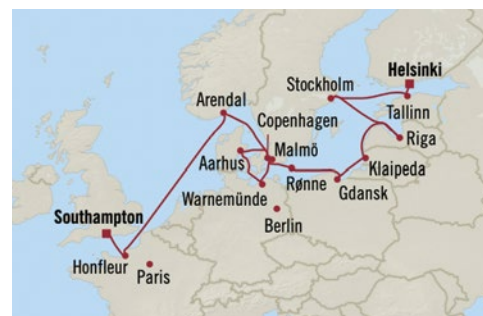 Helsinki
Stockholm
Arendal
Tallinn
Copenhagen
Riga
Malmö
Aarhus
Klaipeda
Rønne
Gdansk
Warnemünde
Southampton
Berlin
Honfleur
Paris